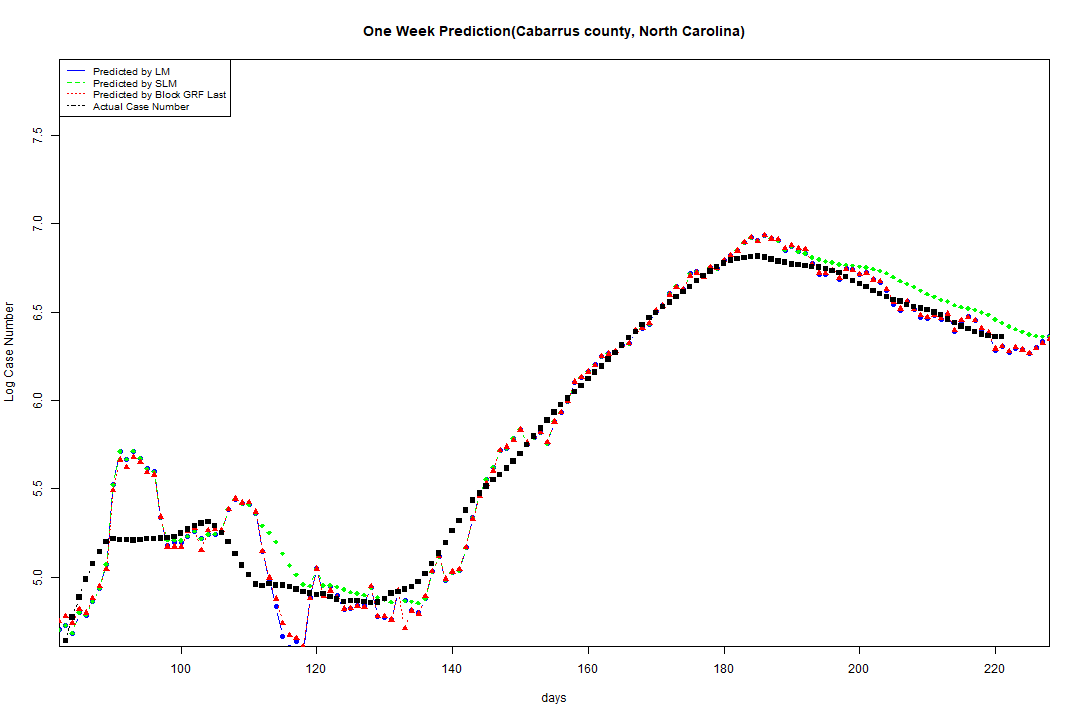 One Week Prediction(Cabarrus county, North Carolina)
Predicted by LM
Predicted by SLM
Predicted by Block GRF Last
Actual Case Number
7.5
7.0
6.5
6.0
5.5
5.0
Log Case Number
100 120 140 160 180 200 220
days